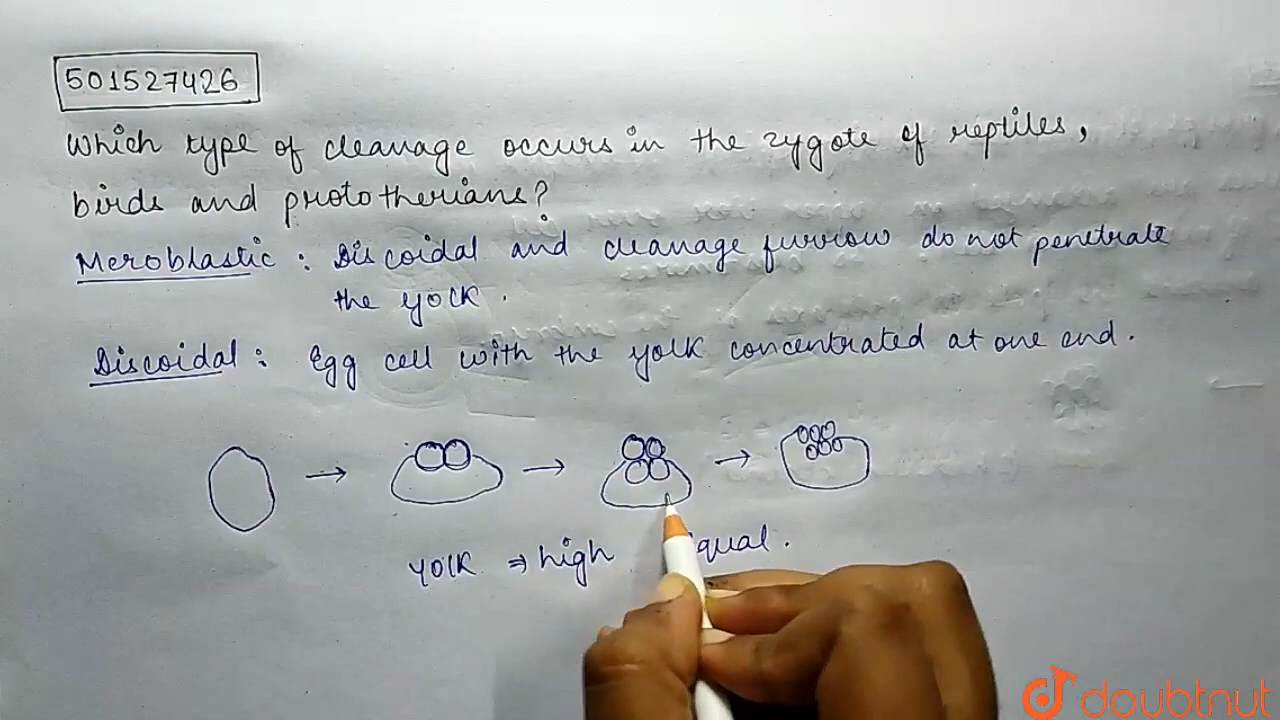 501527426
Which type of cleavage occurs in the zygote of reptiles,
birds and prototherians?
Meroblastic : Discoidal and cleavage furrow do not penetrate
the yolk .
Discoidal : Egg cell with the yolk concentrated at one end .
yolk ⇒ high
doubtnut